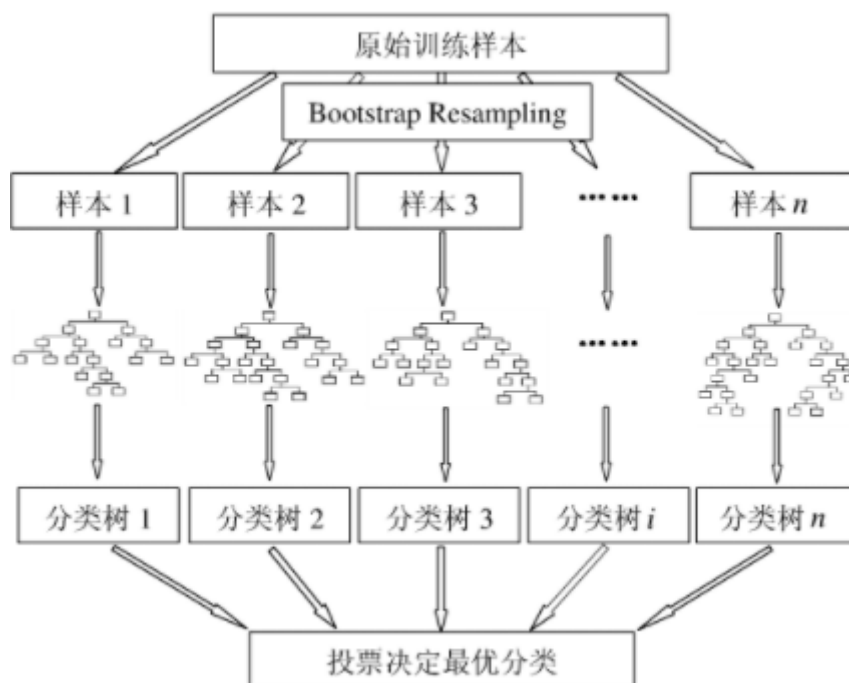 原始训练样本
Bootstrap Resampling
样本 1
样本 2
样本 3
……
样本 n
……
分类树 1
分类树 2
分类树 3
分类树 i
分类树 n
投票决定最优分类